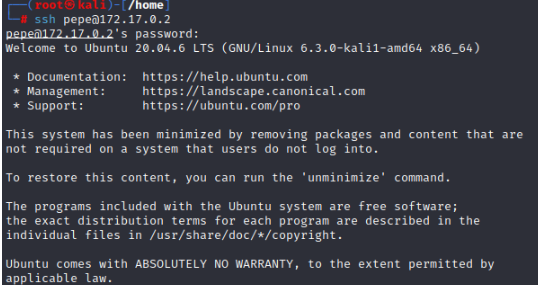 (root㉿kali)-[/home]
# ssh pepe@172.17.0.2
pepe@172.17.0.2's password:
Welcome to Ubuntu 20.04.6 LTS (GNU/Linux 6.3.0-kali1-amd64 x86_64)
* Documentation:  https://help.ubuntu.com
* Management:     https://landscape.canonical.com
* Support:        https://ubuntu.com/pro
This system has been minimized by removing packages and content that are
not required on a system that users do not log into.
To restore this content, you can run the 'unminimize' command.
The programs included with the Ubuntu system are free software;
the exact distribution terms for each program are described in the
individual files in /usr/share/doc/*/copyright.
Ubuntu comes with ABSOLUTELY NO WARRANTY, to the extent permitted by
applicable law.